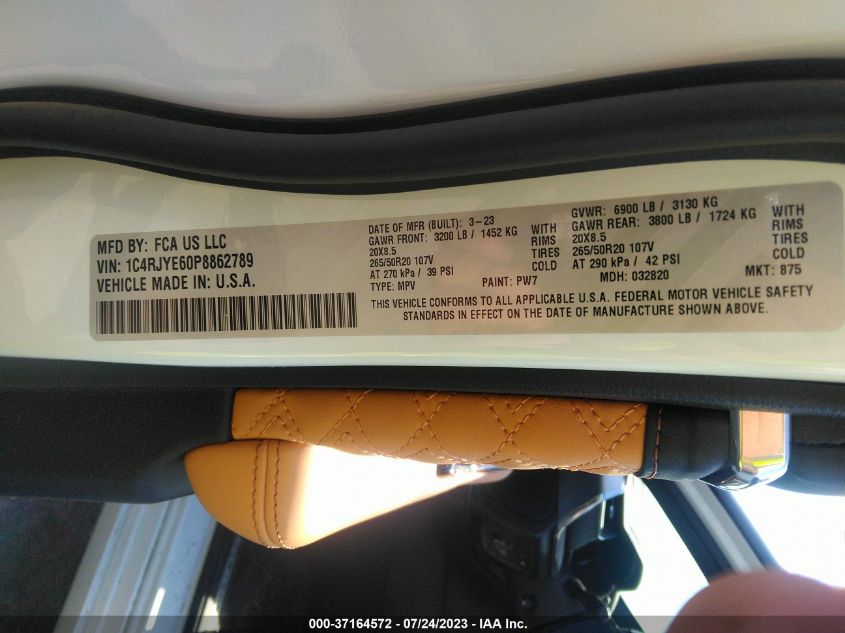 MFD BY: FCA US LLC
VIN: 1C4RJYE60P8862789
VEHICLE MADE IN: U.S.A.
DATE OF MFR (BUILT): 3-23
GAWR FRONT: 3200 LB / 1452 KG WITH
20X8.5 RIMS
265/50R20 107V TIRES
AT 270 kPa / 39 PSI COLD
TYPE: MPV PAINT: PW7
GVWR: 6900 LB / 3130 KG
GAWR REAR: 3800 LB / 1724 KG WITH
20X8.5 RIMS
265/50R20 107V TIRES
AT 290 kPa / 42 PSI COLD
MDH: 032820 MKT: 875
THIS VEHICLE CONFORMS TO ALL APPLICABLE U.S.A. FEDERAL MOTOR VEHICLE SAFETY
STANDARDS IN EFFECT ON THE DATE OF MANUFACTURE SHOWN ABOVE.
000-37164572 - 07/24/2023 - IAA Inc.